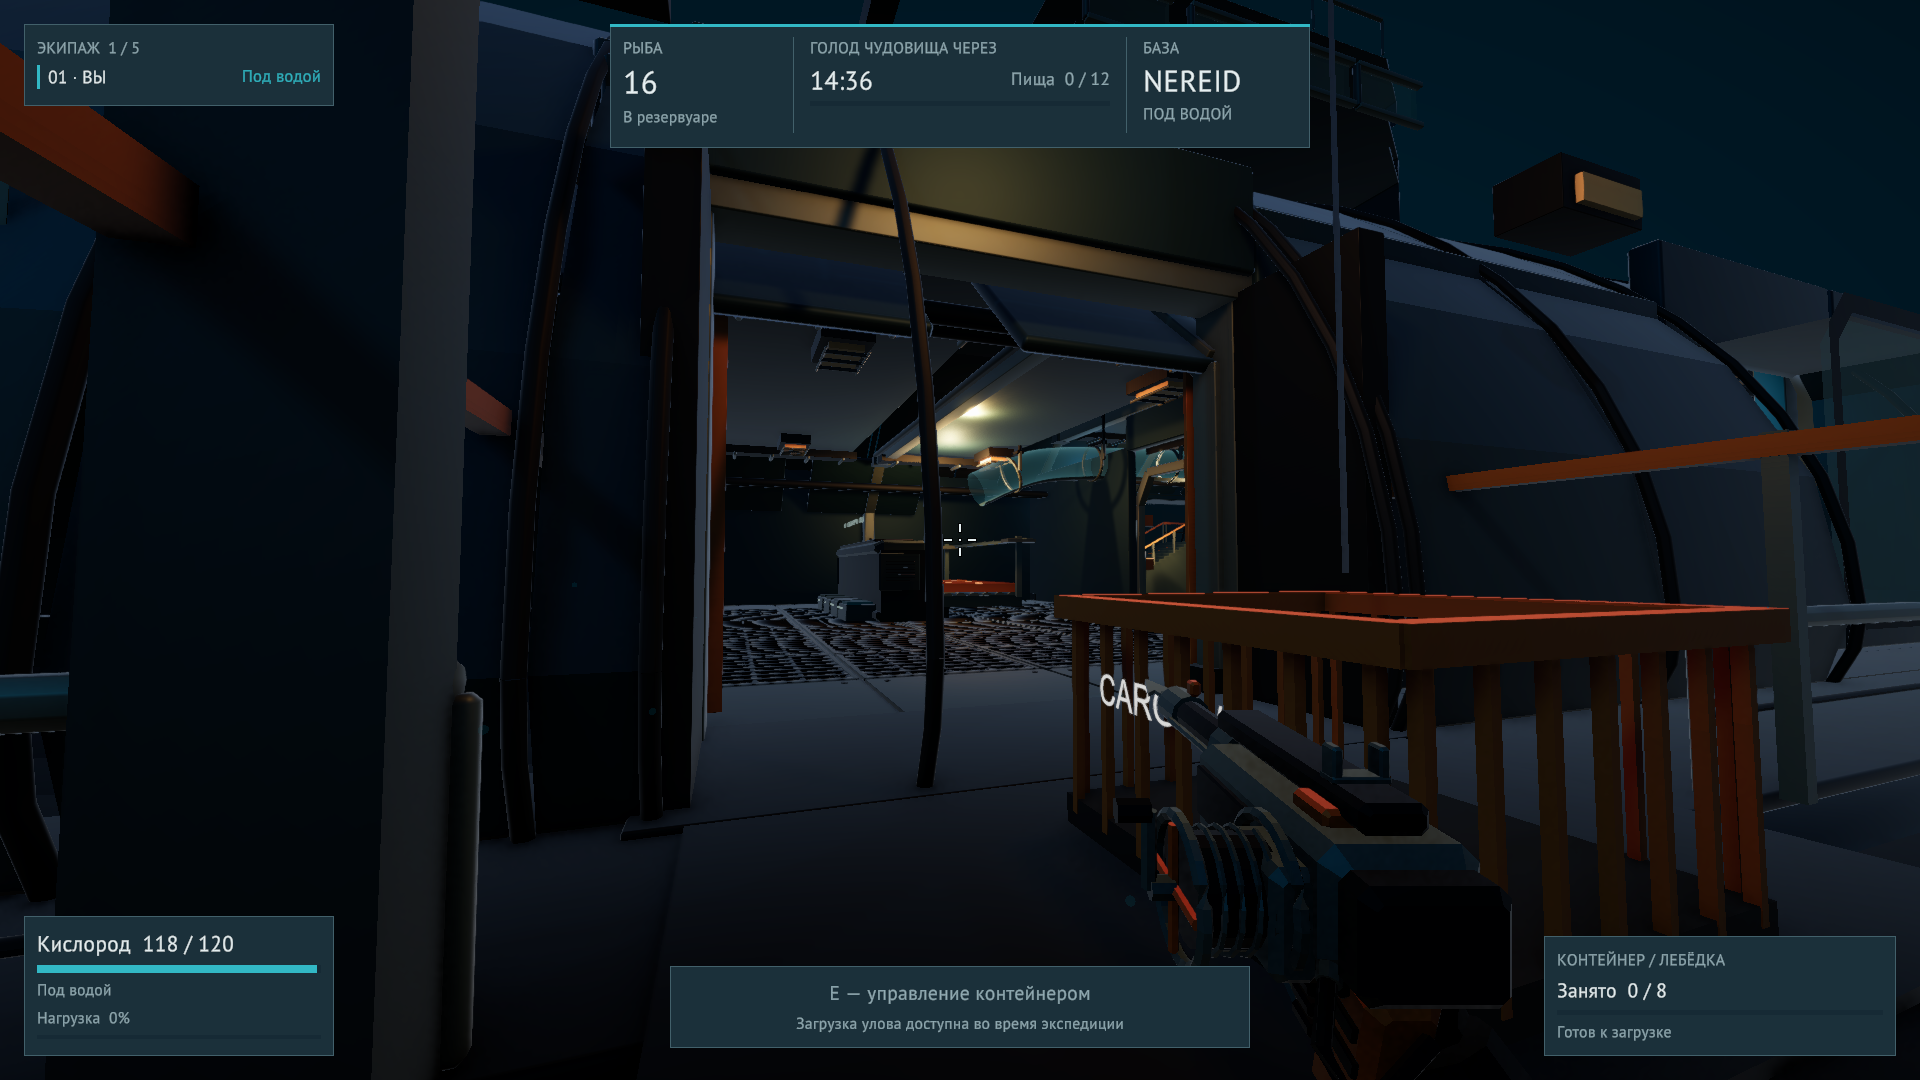 ЭКИПАЖ 1 / 5
01 · ВЫ
Под водой
РЫБА
16
В резервуаре
ГОЛОД ЧУДОВИЩА ЧЕРЕЗ
14:36
Пища 0 / 12
БАЗА
NEREID
ПОД ВОДОЙ
Кислород 118 / 120
Под водой
Нагрузка 0%
E — управление контейнером
Загрузка улова доступна во время экспедиции
КОНТЕЙНЕР / ЛЕБЁДКА
Занято 0 / 8
Готов к загрузке